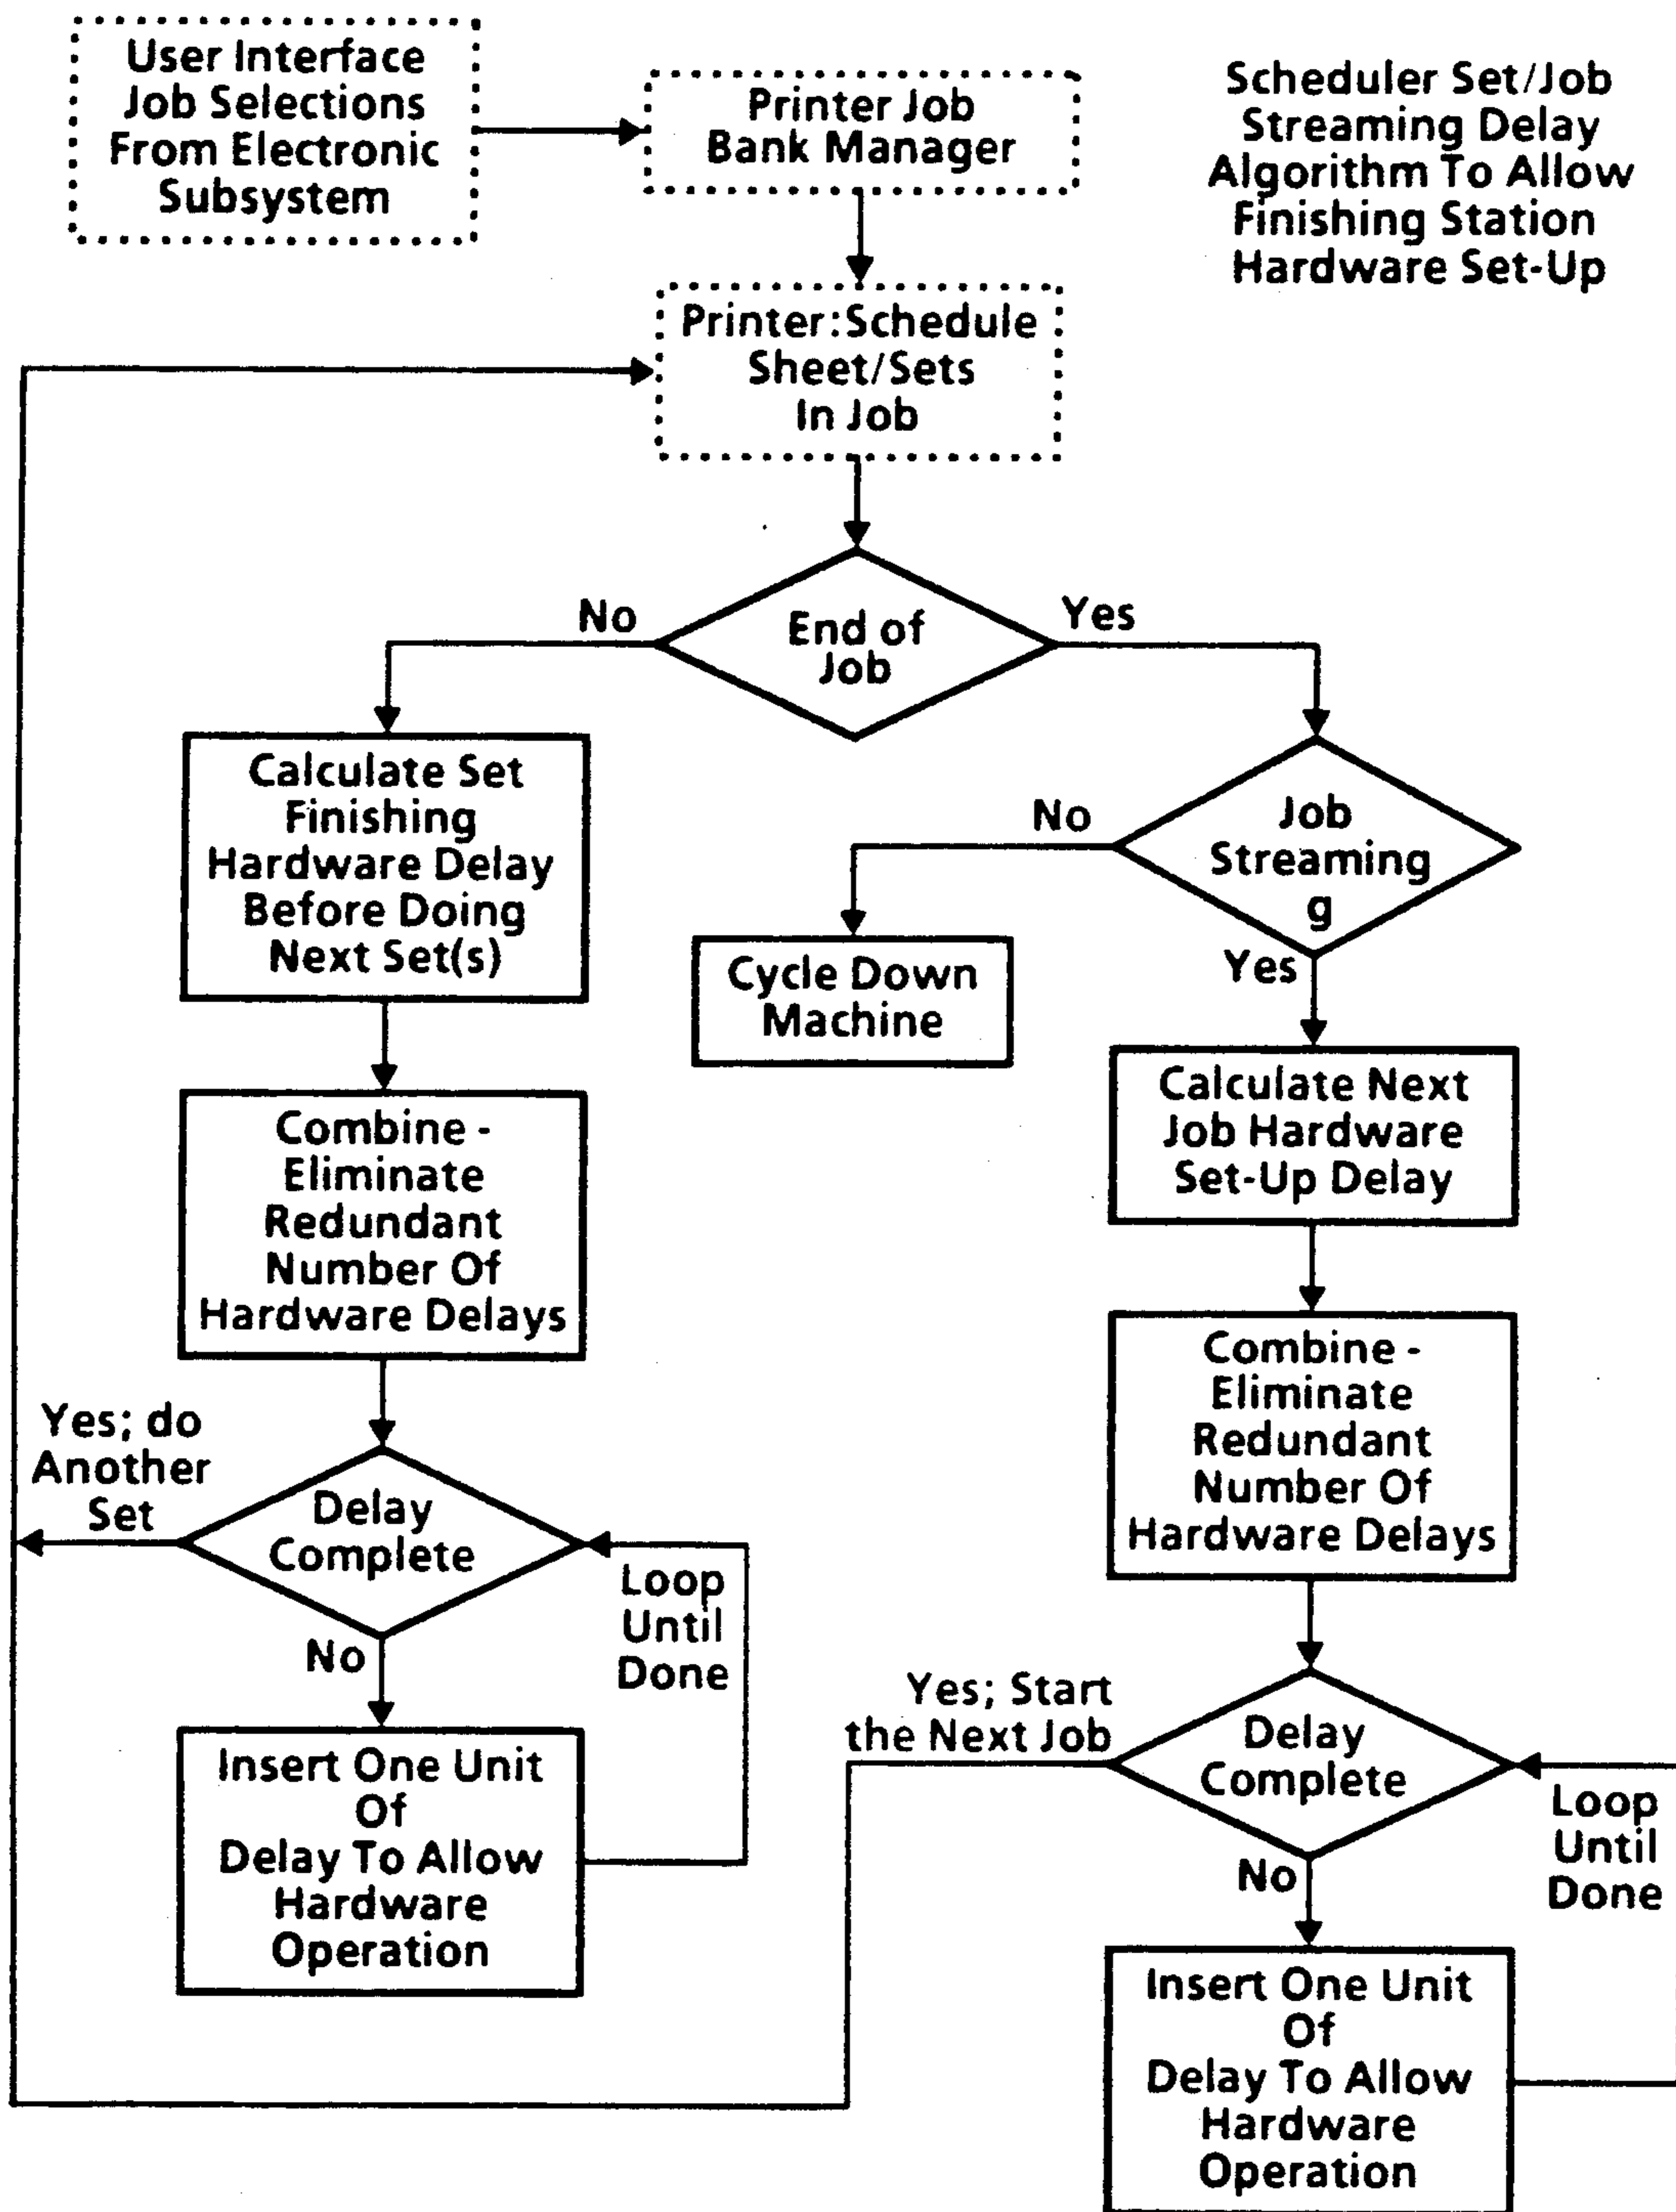 User Interface
Job Selections
From Electronic
Subsystem
Printer Job
Bank Manager
Scheduler Set/Job
Streaming Delay
Algorithm To Allow
Finishing Station
Hardware Set-Up
Printer:Schedule
Sheet/Sets
In Job
End of
Job
No
Yes
Calculate Set
Finishing
Hardware Delay
Before Doing
Next Set(s)
Job
Streaming
g
No
Yes
Cycle Down
Machine
Calculate Next
Job Hardware
Set-Up Delay
Combine -
Eliminate
Redundant
Number Of
Hardware Delays
Combine -
Eliminate
Redundant
Number Of
Hardware Delays
Yes; do
Another
Set
Delay
Complete
Loop
Until
Done
No
Insert One Unit
Of
Delay To Allow
Hardware
Operation
Yes; Start
the Next Job
Delay
Complete
Loop
Until
Done
No
Insert One Unit
Of
Delay To Allow
Hardware
Operation